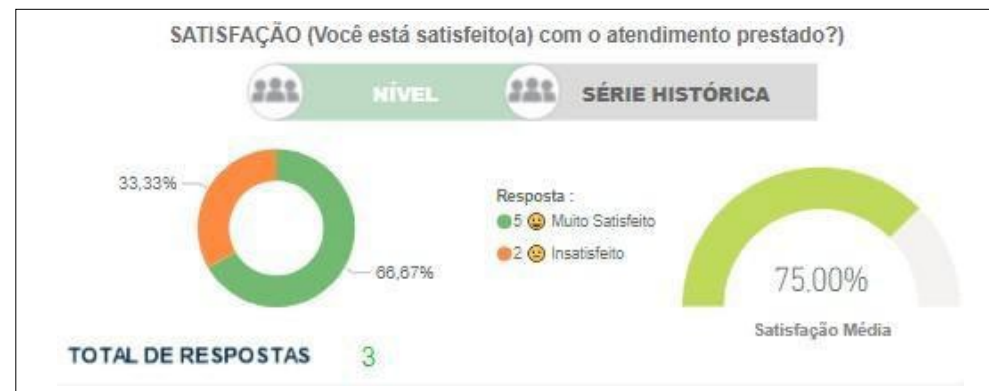 SATISFAÇÃO (Você está satisfeito(a) com o atendimento prestado?)
NÍVEL SÉRIE HISTÓRICA
33,33%
66,67%
Resposta :
5 Muito Satisfeito
2 Insatisfeito
75,00%
Satisfação Média
TOTAL DE RESPOSTAS 3